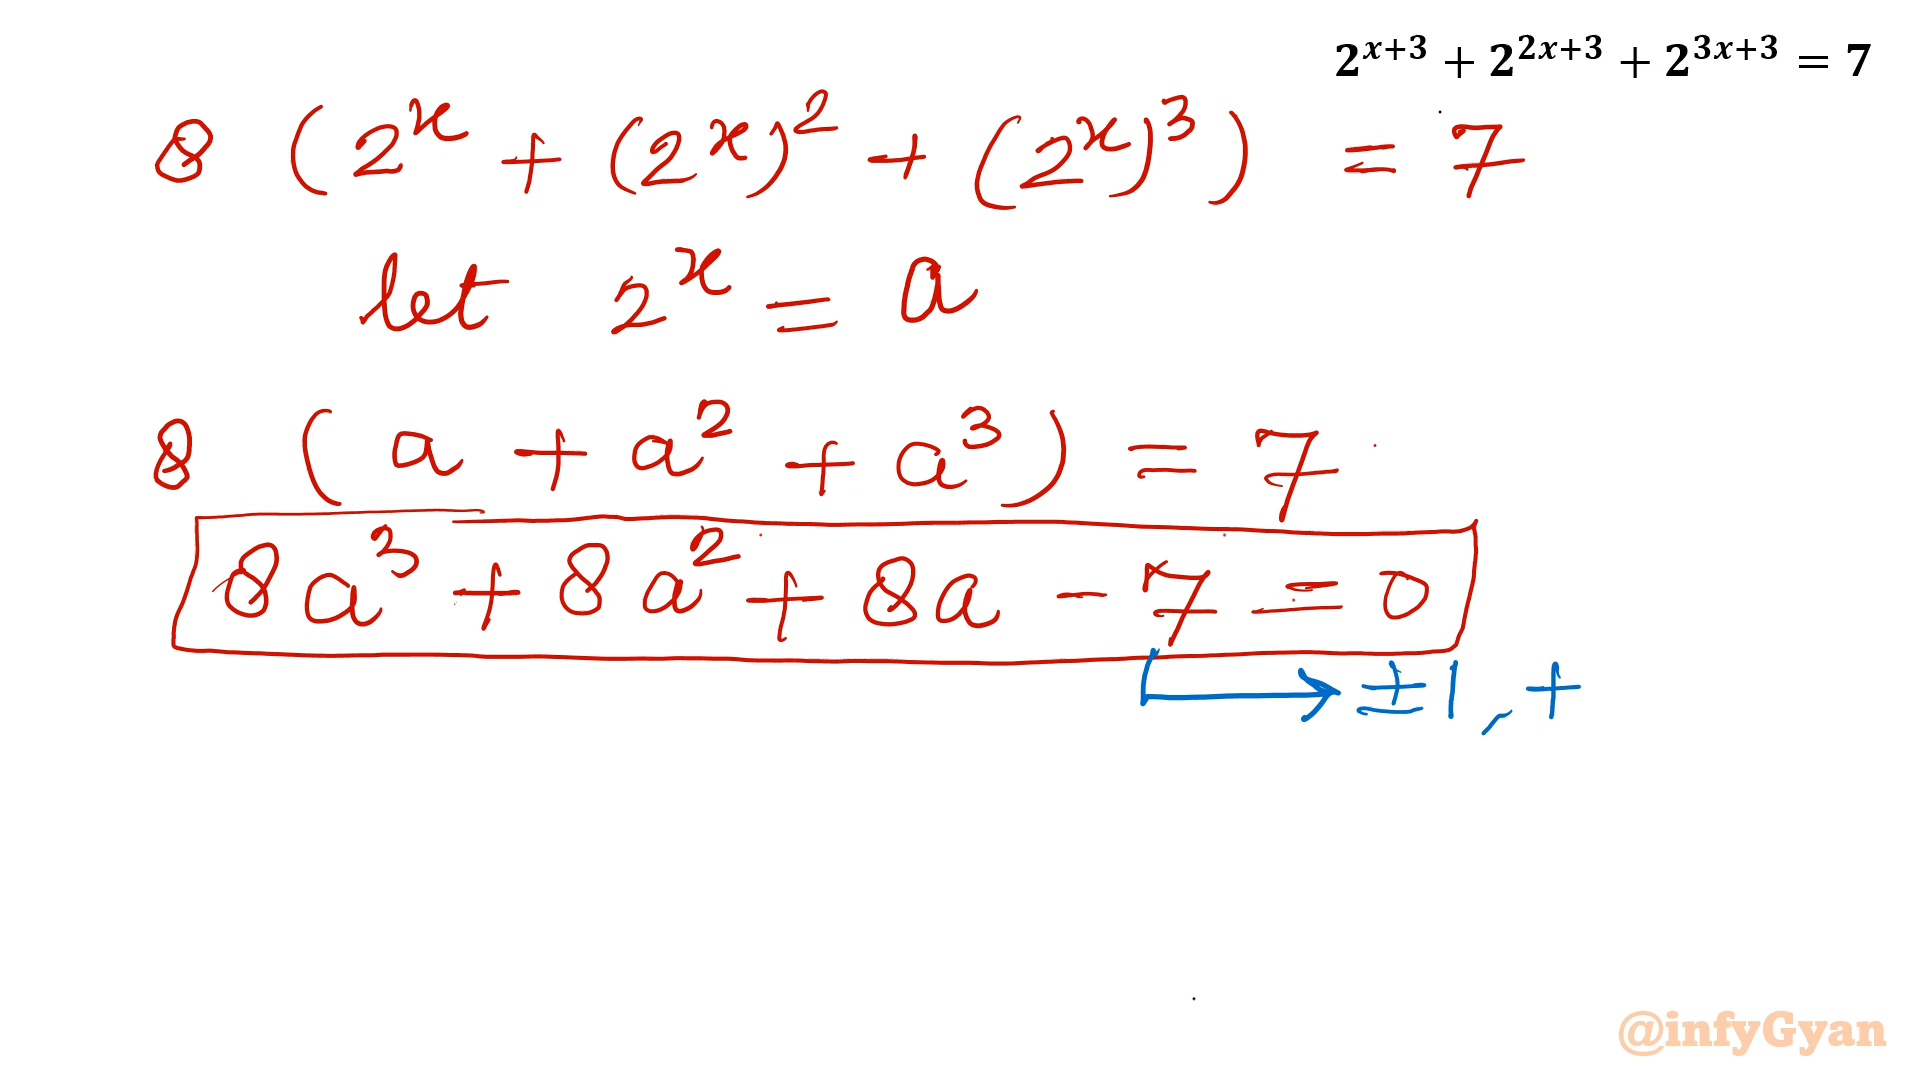 2^{x+3} + 2^{2x+3} + 2^{3x+3} = 7
8 (2^x + (2^x)^2 + (2^x)^3) = 7
let 2^x = a
8 (a + a^2 + a^3) = 7
8a^3 + 8a^2 + 8a - 7 = 0
→ ±1, +
@infyGyan